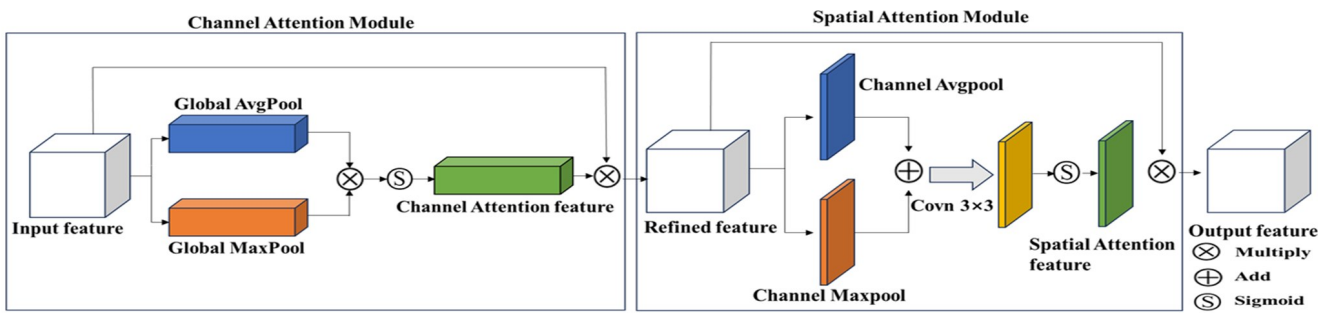 Channel Attention Module
Spatial Attention Module
Global AvgPool
Channel Avgpool
S
S
Channel Attention feature
Covn 3×3
Input feature
Refined feature
Output feature
Global MaxPool
Spatial Attention
feature
Multiply
Add
Channel Maxpool
S Sigmoid